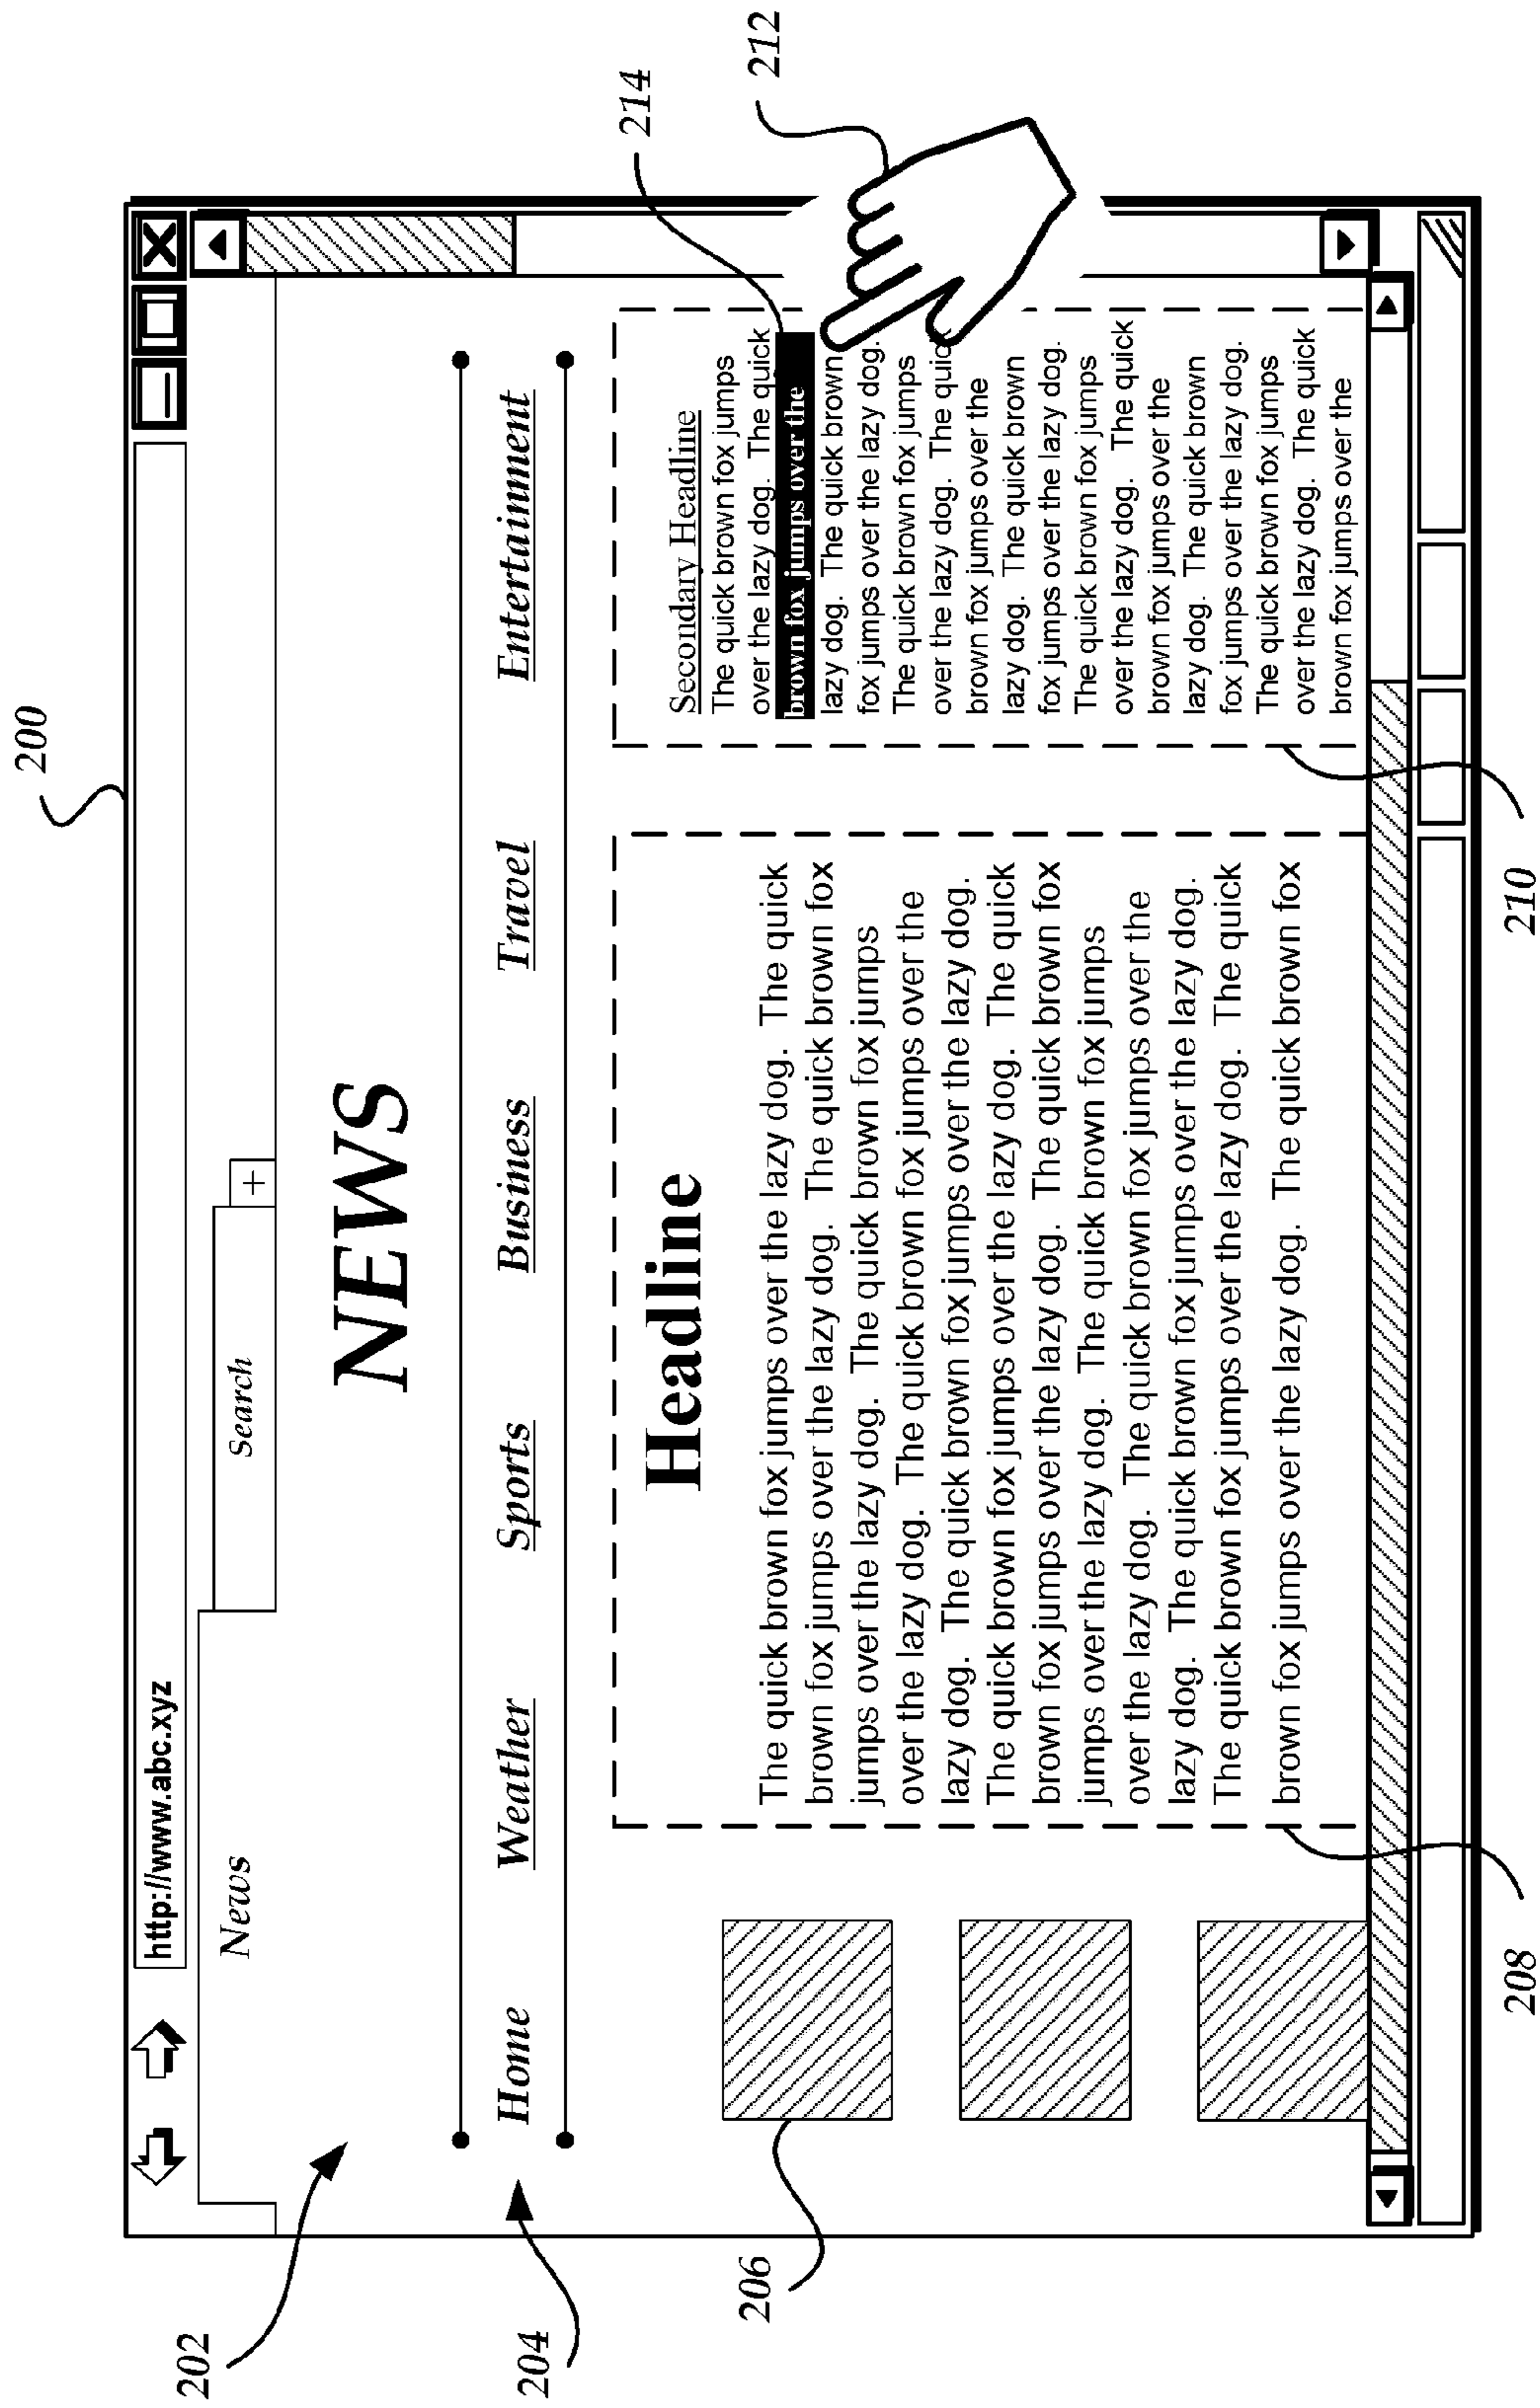 200
http://www.abc.xyz
News
Search
+
202
NEWS
204
Home Weather Sports Business Travel Entertainment
206
Headline
The quick brown fox jumps over the lazy dog. The quick
brown fox jumps over the lazy dog. The quick brown fox
jumps over the lazy dog. The quick brown fox jumps
over the lazy dog. The quick brown fox jumps over the
lazy dog. The quick brown fox jumps over the lazy dog.
The quick brown fox jumps over the lazy dog. The quick
brown fox jumps over the lazy dog. The quick brown fox
jumps over the lazy dog. The quick brown fox jumps
over the lazy dog. The quick brown fox jumps over the
lazy dog. The quick brown fox jumps over the lazy dog.
The quick brown fox jumps over the lazy dog. The quick
brown fox jumps over the lazy dog. The quick brown fox
208
Secondary Headline
The quick brown fox jumps
over the lazy dog. The quick
brown fox jumps over the
lazy dog. The quick brown
fox jumps over the lazy dog.
The quick brown fox jumps
over the lazy dog. The quick
brown fox jumps over the
lazy dog. The quick brown
fox jumps over the lazy dog.
The quick brown fox jumps
over the lazy dog. The quick
brown fox jumps over the
lazy dog. The quick brown
fox jumps over the lazy dog.
The quick brown fox jumps
over the lazy dog. The quick
brown fox jumps over the
210
214
212